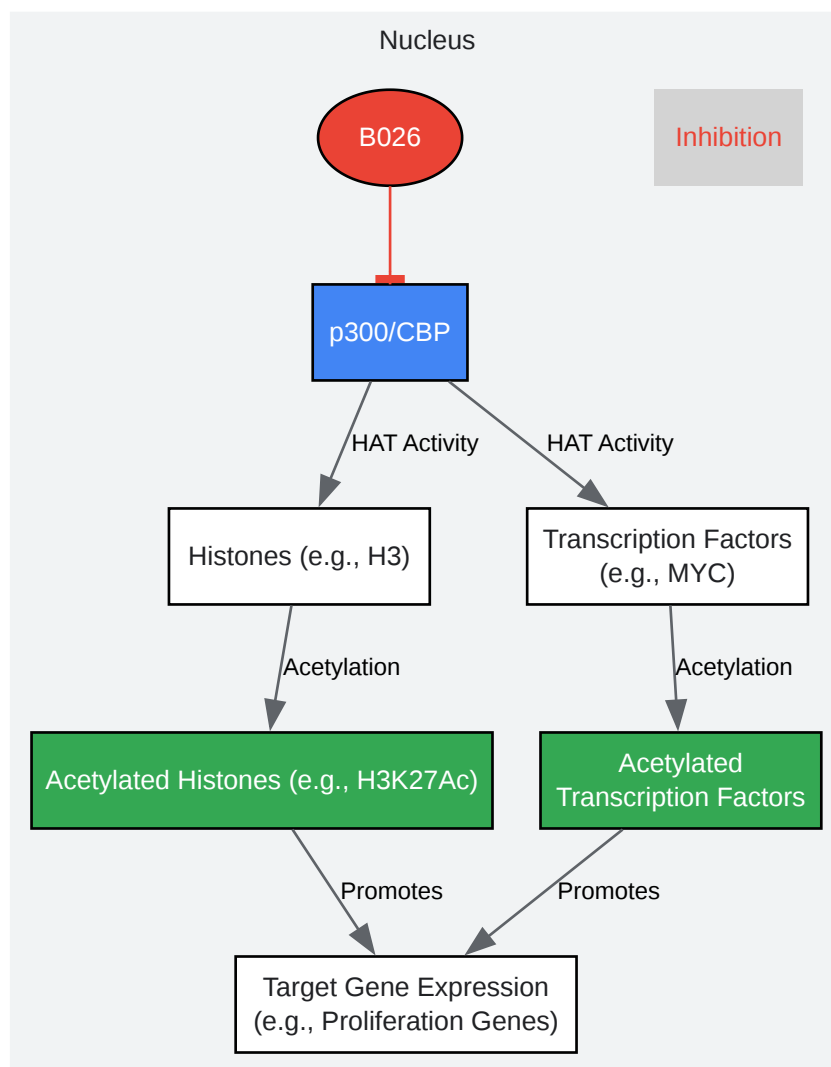 Nucleus
B026
Inhibition
p300/CBP
HAT Activity
HAT Activity
Histones (e.g., H3)
Transcription Factors
(e.g., MYC)
Acetylation
Acetylation
Acetylated Histones (e.g., H3K27Ac)
Acetylated
Transcription Factors
Promotes
Promotes
Target Gene Expression
(e.g., Proliferation Genes)